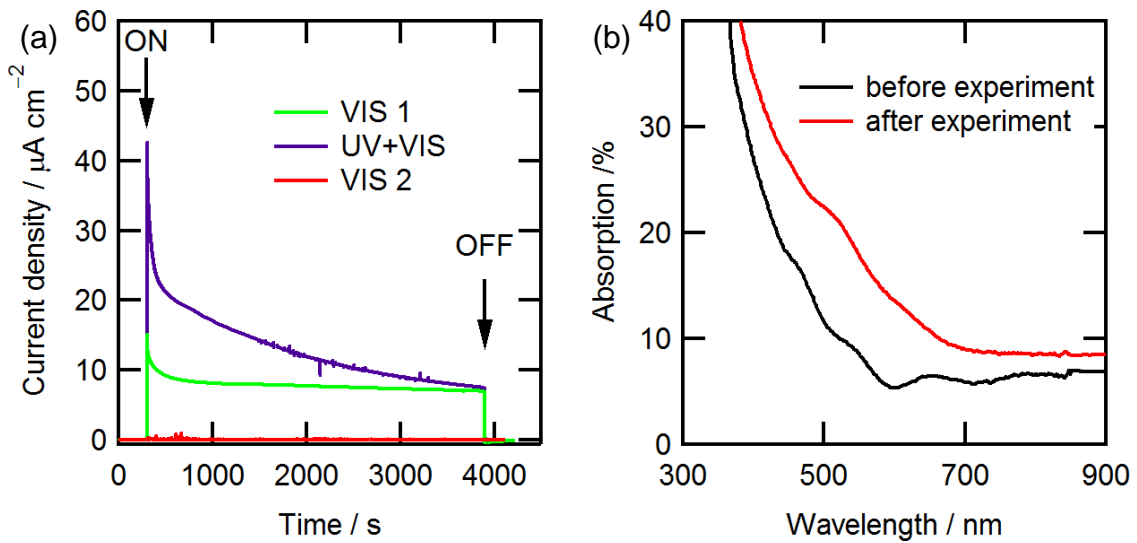 (a)
ON
VIS 1
UV+VIS
VIS 2
OFF
60
50
40
30
20
10
0
Current density / μA cm⁻²
0 1000 2000 3000 4000
Time / s
(b)
before experiment
after experiment
40
30
20
10
0
Absorption /%
300 500 700 900
Wavelength / nm